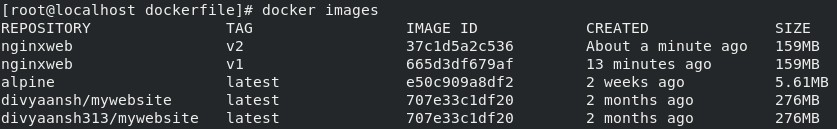 [root@localhost dockerfile]# docker images
REPOSITORY TAG IMAGE ID CREATED SIZE
nginxweb v2 37c1d5a2c536 About a minute ago 159MB
nginxweb v1 665d3df679af 13 minutes ago 159MB
alpine latest e50c909a8df2 2 weeks ago 5.61MB
divyaansh/mywebsite latest 707e33c1df20 2 months ago 276MB
divyaansh313/mywebsite latest 707e33c1df20 2 months ago 276MB